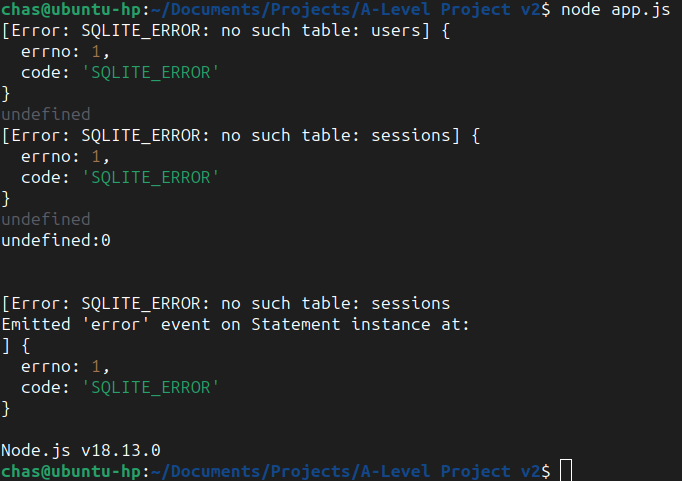 chas@ubuntu-hp:~/Documents/Projects/A-Level Project v2$ node app.js
[Error: SQLITE_ERROR: no such table: users] {
  errno: 1,
  code: 'SQLITE_ERROR'
}
undefined
[Error: SQLITE_ERROR: no such table: sessions] {
  errno: 1,
  code: 'SQLITE_ERROR'
}
undefined
undefined:0
[Error: SQLITE_ERROR: no such table: sessions
Emitted 'error' event on Statement instance at:
] {
  errno: 1,
  code: 'SQLITE_ERROR'
}
Node.js v18.13.0
chas@ubuntu-hp:~/Documents/Projects/A-Level Project v2$